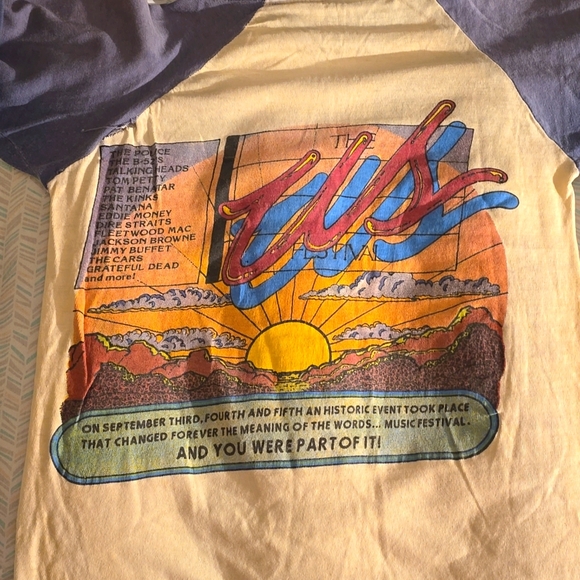 THE POLICE
THE B-52'S
TALKING HEADS
TOM PETTY
PAT BENATAR
THE KINKS
SANTANA
EDDIE MONEY
DIRE STRAITS
FLEETWOOD MAC
JACKSON BROWNE
JIMMY BUFFET
THE CARS
GRATEFUL DEAD
and more!
THE
US
FESTIVAL
ON SEPTEMBER THIRD, FOURTH AND FIFTH AN HISTORIC EVENT TOOK PLACE
THAT CHANGED FOREVER THE MEANING OF THE WORDS... MUSIC FESTIVAL.
AND YOU WERE PART OF IT!